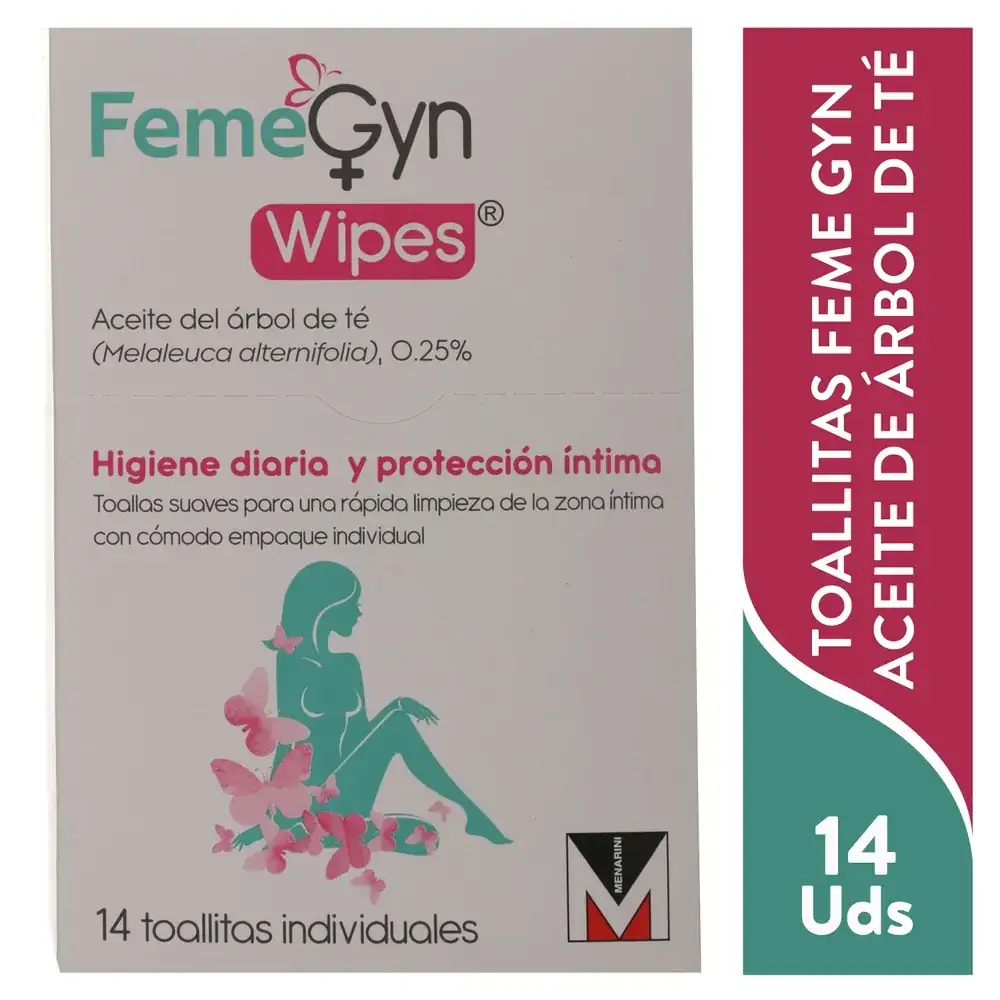 FemeGyn
Wipes®
Aceite del árbol de té
(Melaleuca alternifolia), 0.25%
Higiene diaria y protección íntima
Toallas suaves para una rápida limpieza de la zona íntima
con cómodo empaque individual
MENARINI
14 toallitas individuales
TOALLITAS FEME GYN
ACEITE DE ÁRBOL DE TÉ
14
Uds